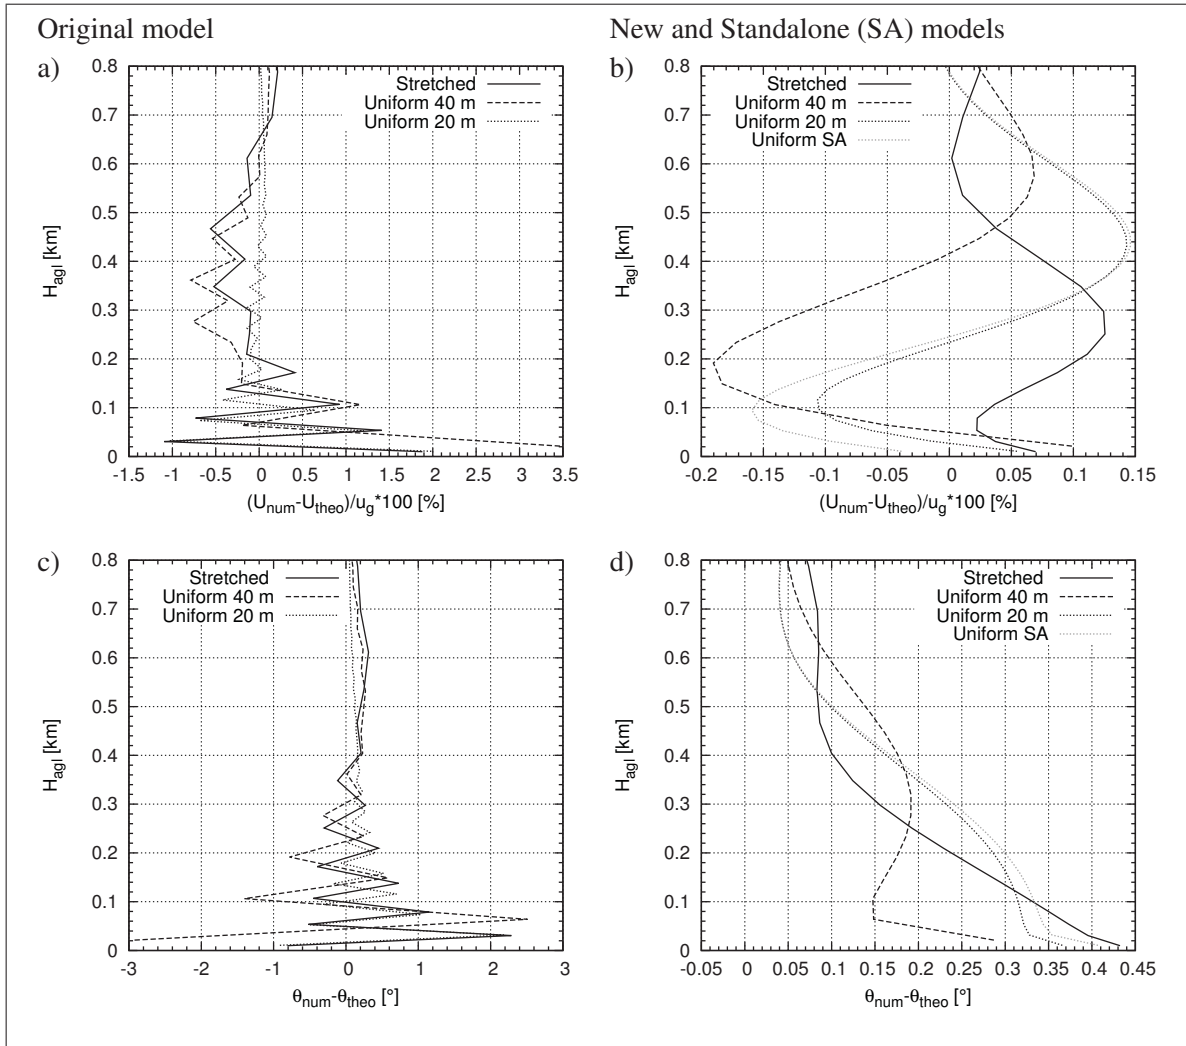 Original model
New and Standalone (SA) models
a)
0.8
0.7
0.6
0.5
0.4
0.3
0.2
0.1
0
H_agl [km]
Stretched
Uniform 40 m
Uniform 20 m
-1.5 -1 -0.5 0 0.5 1 1.5 2 2.5 3 3.5
(U_num-U_theo)/u_g*100 [%]
b)
0.8
0.7
0.6
0.5
0.4
0.3
0.2
0.1
0
H_agl [km]
Stretched
Uniform 40 m
Uniform 20 m
Uniform SA
-0.2 -0.15 -0.1 -0.05 0 0.05 0.1 0.15
(U_num-U_theo)/u_g*100 [%]
c)
0.8
0.7
0.6
0.5
0.4
0.3
0.2
0.1
0
H_agl [km]
Stretched
Uniform 40 m
Uniform 20 m
-3 -2 -1 0 1 2 3
θ_num-θ_theo [°]
d)
0.8
0.7
0.6
0.5
0.4
0.3
0.2
0.1
0
H_agl [km]
Stretched
Uniform 40 m
Uniform 20 m
Uniform SA
-0.05 0 0.05 0.1 0.15 0.2 0.25 0.3 0.35 0.4 0.45
θ_num-θ_theo [°]